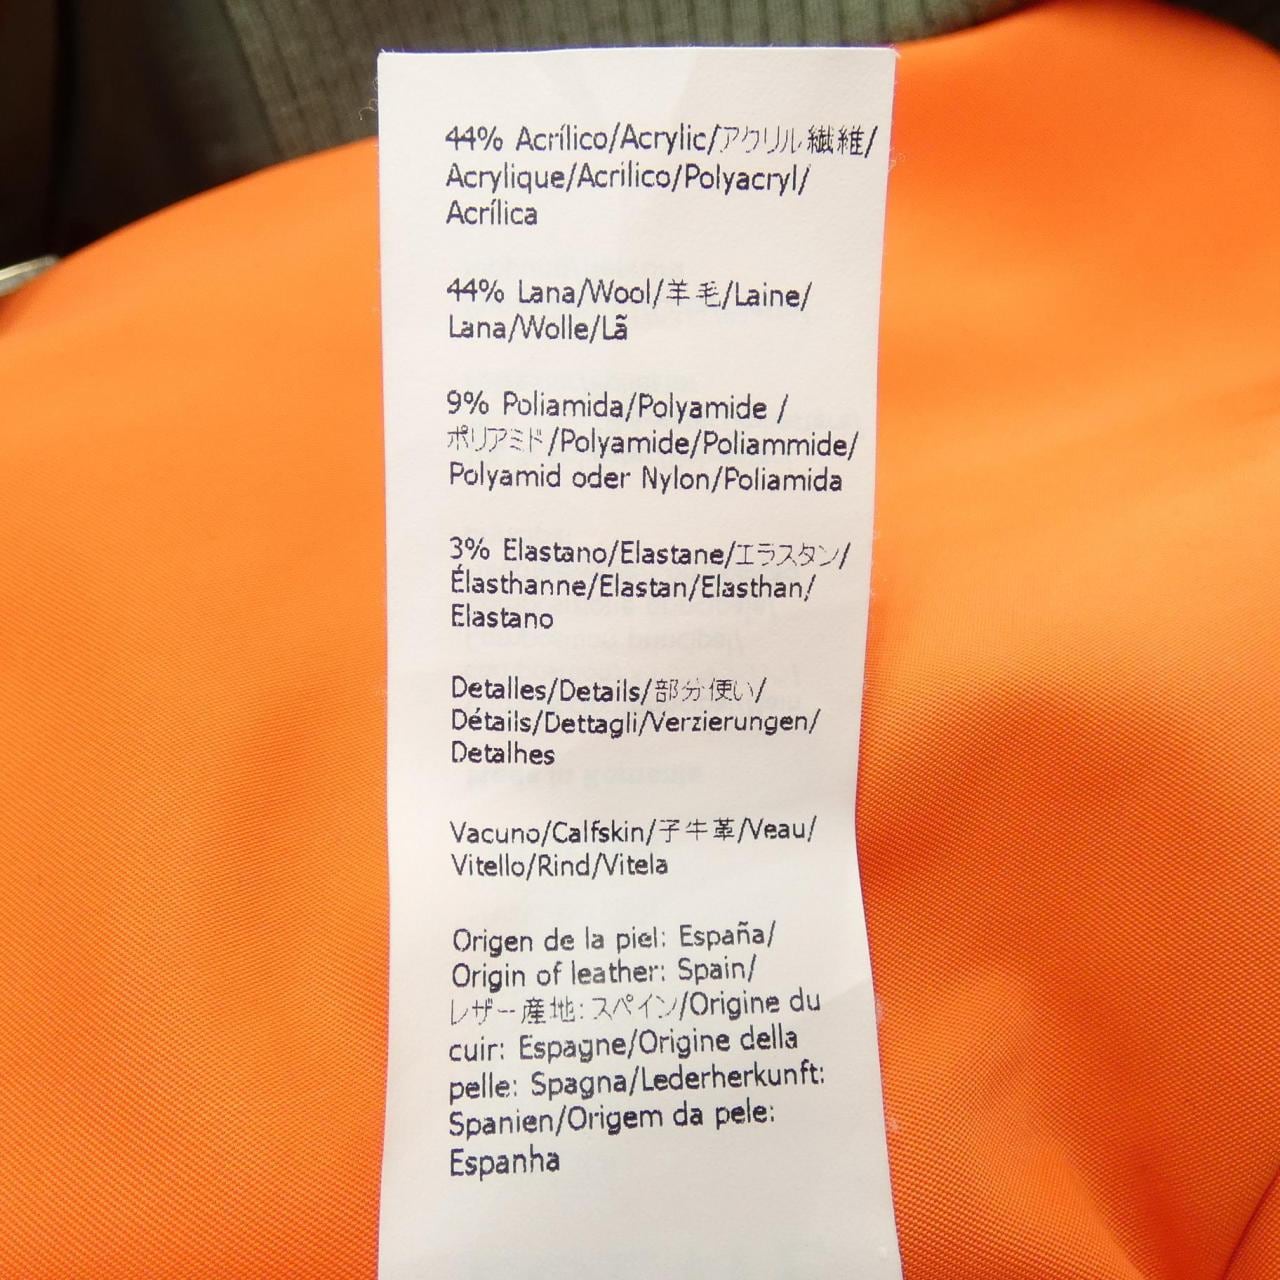 44% Acrílico/Acrylic/アクリル繊維/
Acrylique/Acrilico/Polyacryl/
Acrílica
44% Lana/Wool/羊毛/Laine/
Lana/Wolle/Lã
9% Poliamida/Polyamide /
ポリアミド/Polyamide/Poliammide/
Polyamid oder Nylon/Poliamida
3% Elastano/Elastane/エラスタン/
Élasthanne/Elastan/Elasthan/
Elastano
Detalles/Details/部分使い/
Détails/Dettagli/Verzierungen/
Detalhes
Vacuno/Calfskin/子牛革/Veau/
Vitello/Rind/Vitela
Origen de la piel: España/
Origin of leather: Spain/
レザー産地:スペイン/Origine du
cuir: Espagne/Origine della
pelle: Spagna/Lederherkunft:
Spanien/Origem da pele:
Espanha